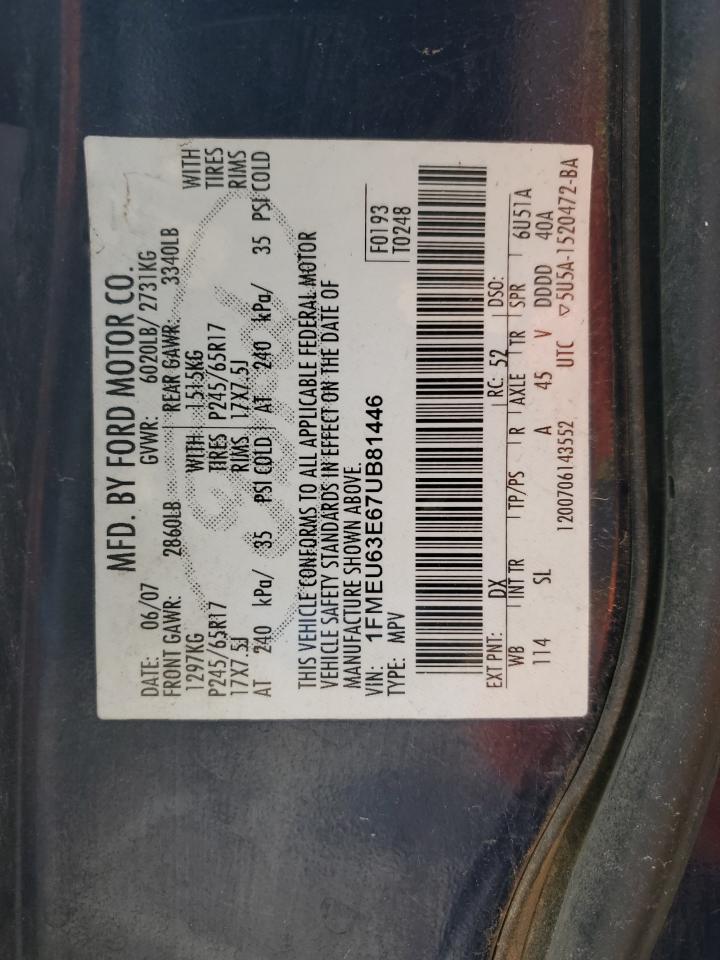 MFD. BY FORD MOTOR CO.
DATE: 06/07 GVWR: 6020LB/ 2731KG
FRONT GAWR: 2860LB REAR GAWR: 3340LB
1297KG WITH 1515KG WITH
P245/65R17 TIRES P245/65R17 TIRES
17X7.5J RIMS 17X7.5J RIMS
AT 240 kPa/ 35 PSI COLD AT 240 kPa/ 35 PSI COLD
THIS VEHICLE CONFORMS TO ALL APPLICABLE FEDERAL MOTOR
VEHICLE SAFETY STANDARDS IN EFFECT ON THE DATE OF
MANUFACTURE SHOWN ABOVE.
VIN: 1FMEU63E67UB81446 F0193
TYPE: MPV T0248
EXT PNT: DX RC: 52 DSO:
WB INT TR TP/PS R AXLE TR SPR 6U51A
114 SL A 45 V DDDD 40A
1200706143552 UTC ▽5U5A-1520472-BA